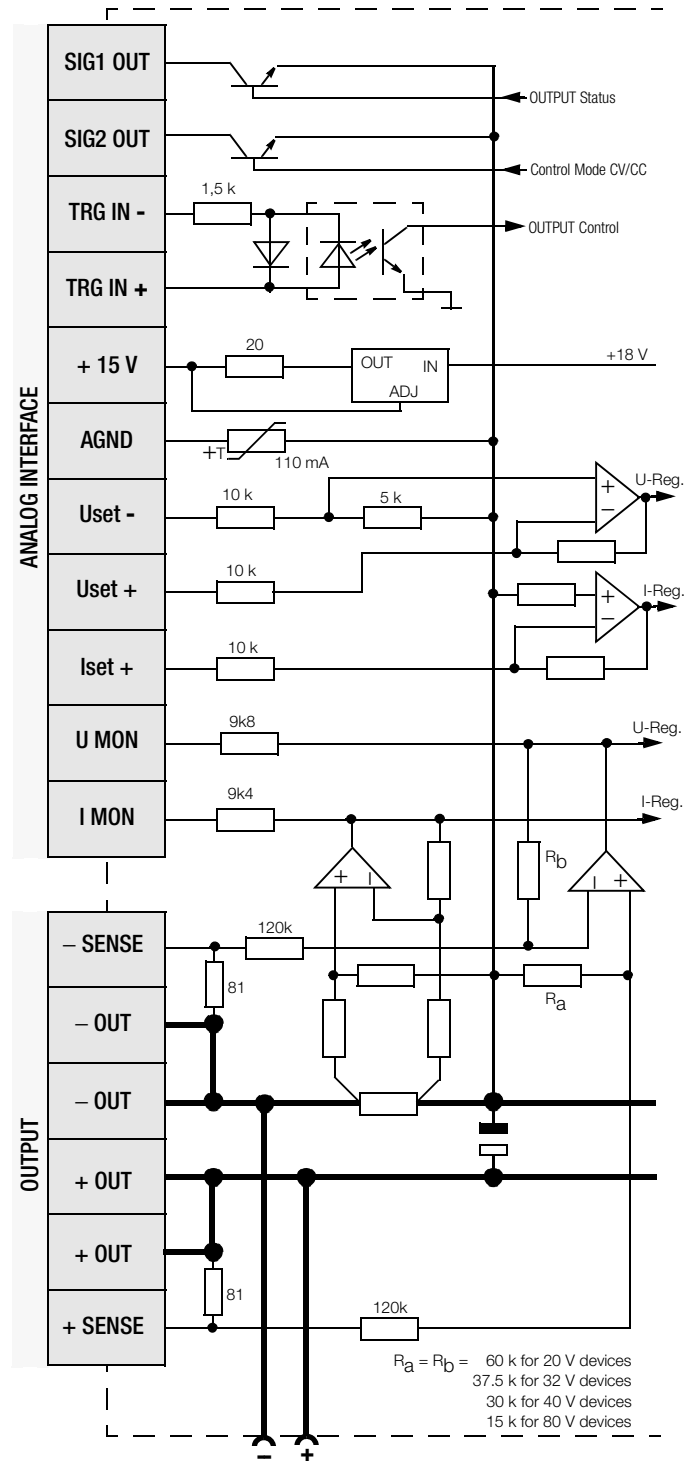 ANALOG INTERFACE
SIG1 OUT
OUTPUT Status
SIG2 OUT
Control Mode CV/CC
TRG IN -
1,5 k
OUTPUT Control
TRG IN +
+ 15 V
20
OUT IN
ADJ
+18 V
AGND
+T
110 mA
Uset -
10 k
5 k
+
−
U-Reg.
Uset +
10 k
+
−
I-Reg.
Iset +
10 k
U MON
9k8
U-Reg.
I MON
9k4
I-Reg.
+ −
Rb
− +
OUTPUT
– SENSE
120k
81
Ra
– OUT
– OUT
+ OUT
+ OUT
81
+ SENSE
120k
Ra = Rb = 60 k for 20 V devices
37.5 k for 32 V devices
30 k for 40 V devices
15 k for 80 V devices
− +